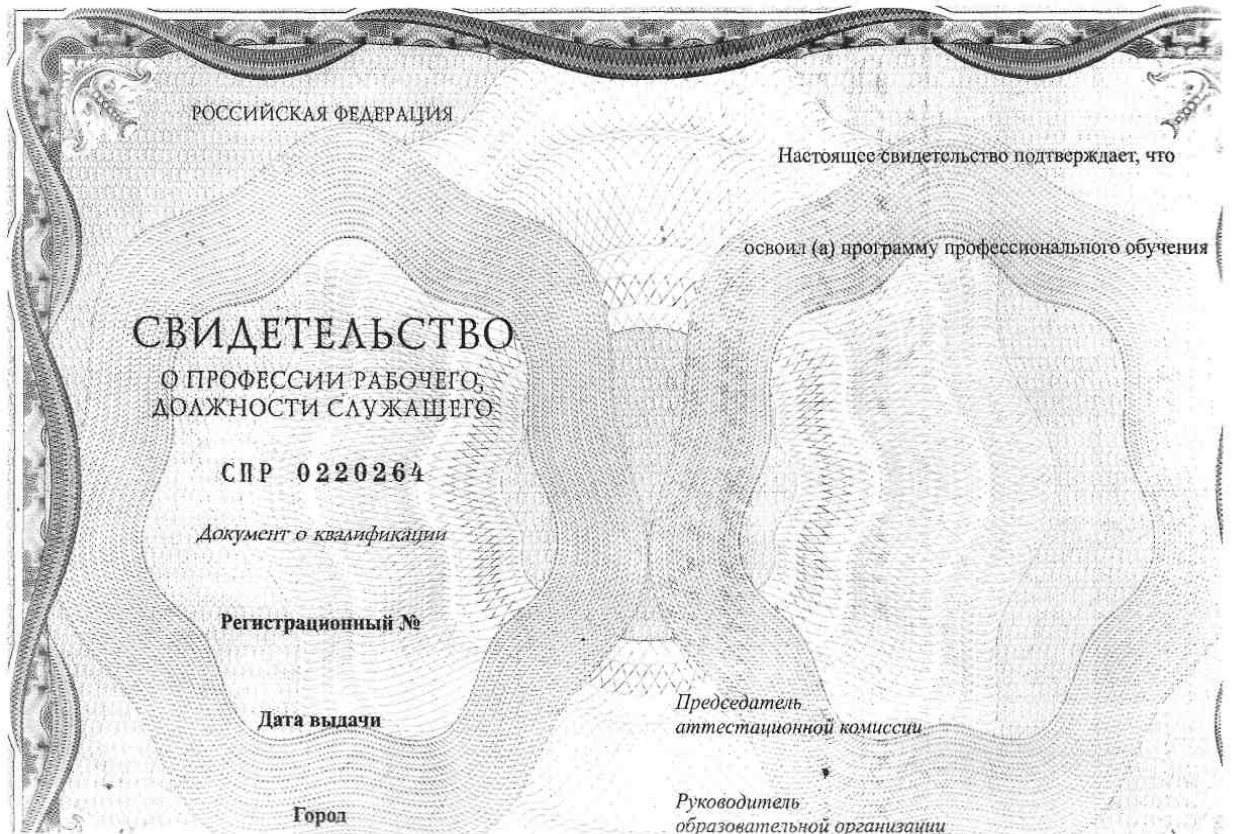 РОССИЙСКАЯ ФЕДЕРАЦИЯ
СВИДЕТЕЛЬСТВО
О ПРОФЕССИИ РАБОЧЕГО,
ДОЛЖНОСТИ СЛУЖАЩЕГО
СПР 0220264
Документ о квалификации
Регистрационный №
Дата выдачи
Город
Настоящее свидетельство подтверждает, что
освоил (а) программу профессионального обучения
Председатель
аттестационной комиссии
Руководитель
образовательной организации